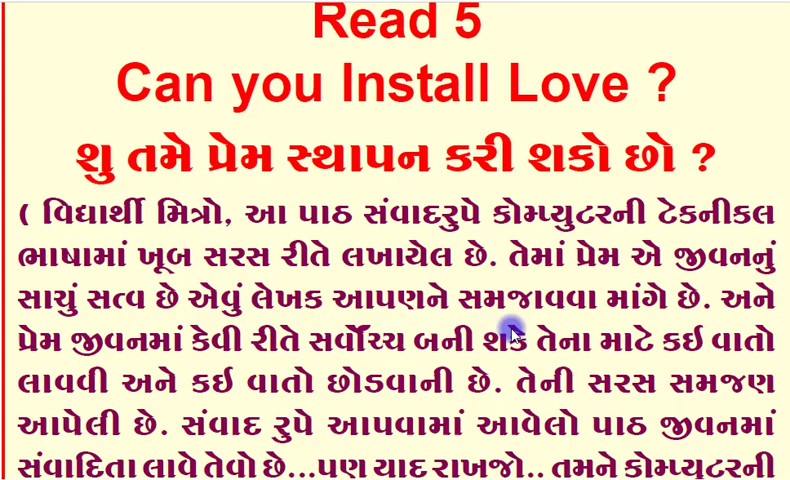 Read 5
Can you Install Love ?
શુ તમે પ્રેમ સ્થાપન કરી શકો છો ?
( વિદ્યાર્થી મિત્રો, આ પાઠ સંવાદરુપે કોમ્પ્યુટરની ટેકનીકલ
ભાષામાં ખૂબ સરસ રીતે લખાયેલ છે. તેમાં પ્રેમ એ જીવનનું
સાચું સત્વ છે એવું લેખક આપણને સમજાવવા માંગે છે. અને
પ્રેમ જીવનમાં કેવી રીતે સર્વોચ્ચ બની શકે તેના માટે કઈ વાતો
લાવવી અને કઈ વાતો છોડવાની છે. તેની સરસ સમજણ
આપેલી છે. સંવાદ રુપે આપવામાં આવેલો પાઠ જીવનમાં
સંવાદિતા લાવે તેવો છે...પણ યાદ રાખજો.. તમને કોમ્પ્યુટરની